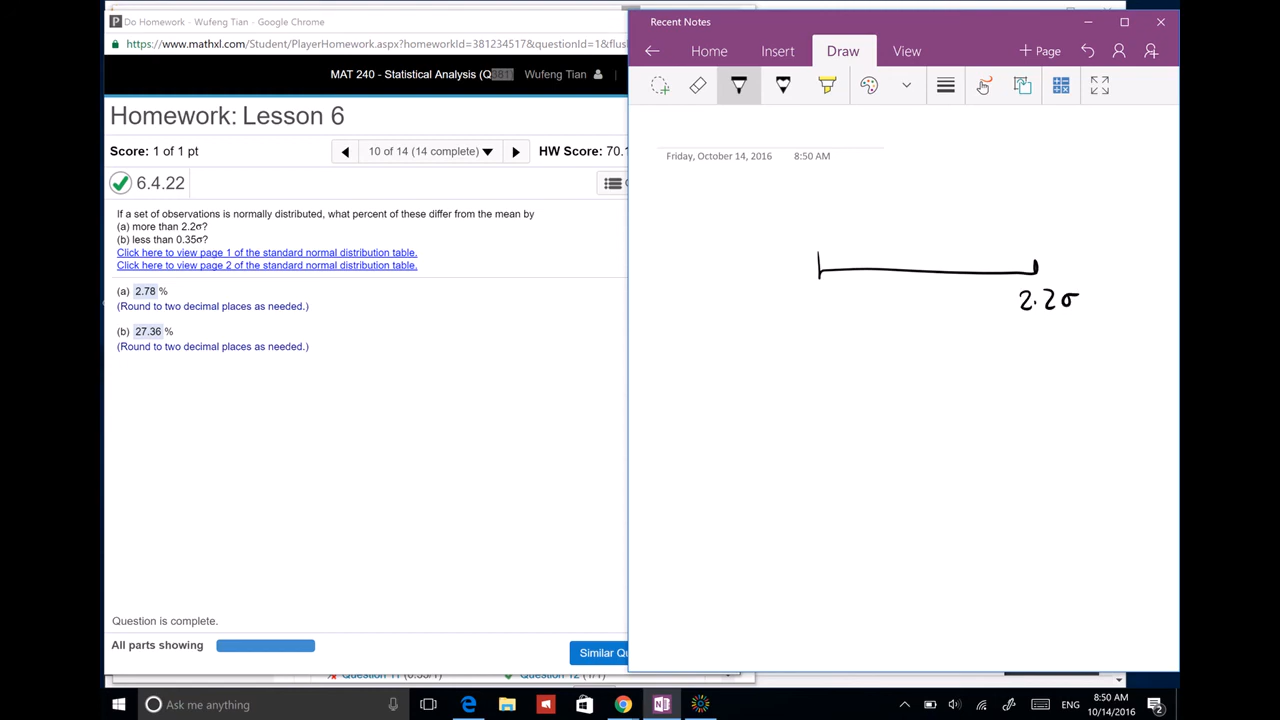 Do Homework - Wufeng Tian - Google Chrome
https://www.mathxl.com/Student/PlayerHomework.aspx?homeworkId=381234517&questionId=1&flus
MAT 240 - Statistical Analysis (Q381)
Wufeng Tian
Homework: Lesson 6
Score: 1 of 1 pt
10 of 14 (14 complete)
HW Score: 70.
6.4.22
If a set of observations is normally distributed, what percent of these differ from the mean by
(a) more than 2.2σ?
(b) less than 0.35σ?
Click here to view page 1 of the standard normal distribution table.
Click here to view page 2 of the standard normal distribution table.
(a) 2.78 %
(Round to two decimal places as needed.)
(b) 27.36 %
(Round to two decimal places as needed.)
Question is complete.
All parts showing
Similar Qu
Recent Notes
Home Insert Draw View
Page
Friday, October 14, 2016 8:50 AM
2.2σ
Ask me anything
ENG
8:50 AM
10/14/2016
2